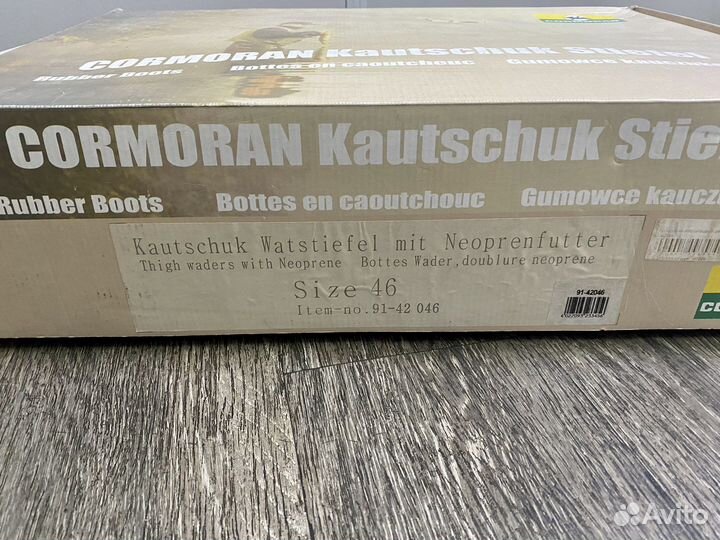 CORMORAN Kautschuk Stiefel
Rubber Boots Bottes en caoutchouc Gumowce kaucz
CORMORAN Kautschuk Stie
Rubber Boots Bottes en caoutchouc Gumowce kaucz
Kautschuk Watstiefel mit Neoprenfutter
Thigh waders with Neoprene Bottes Wader, doublure neoprene
Size 46
Item-no. 91-42 046
91-42046
CO
Avito